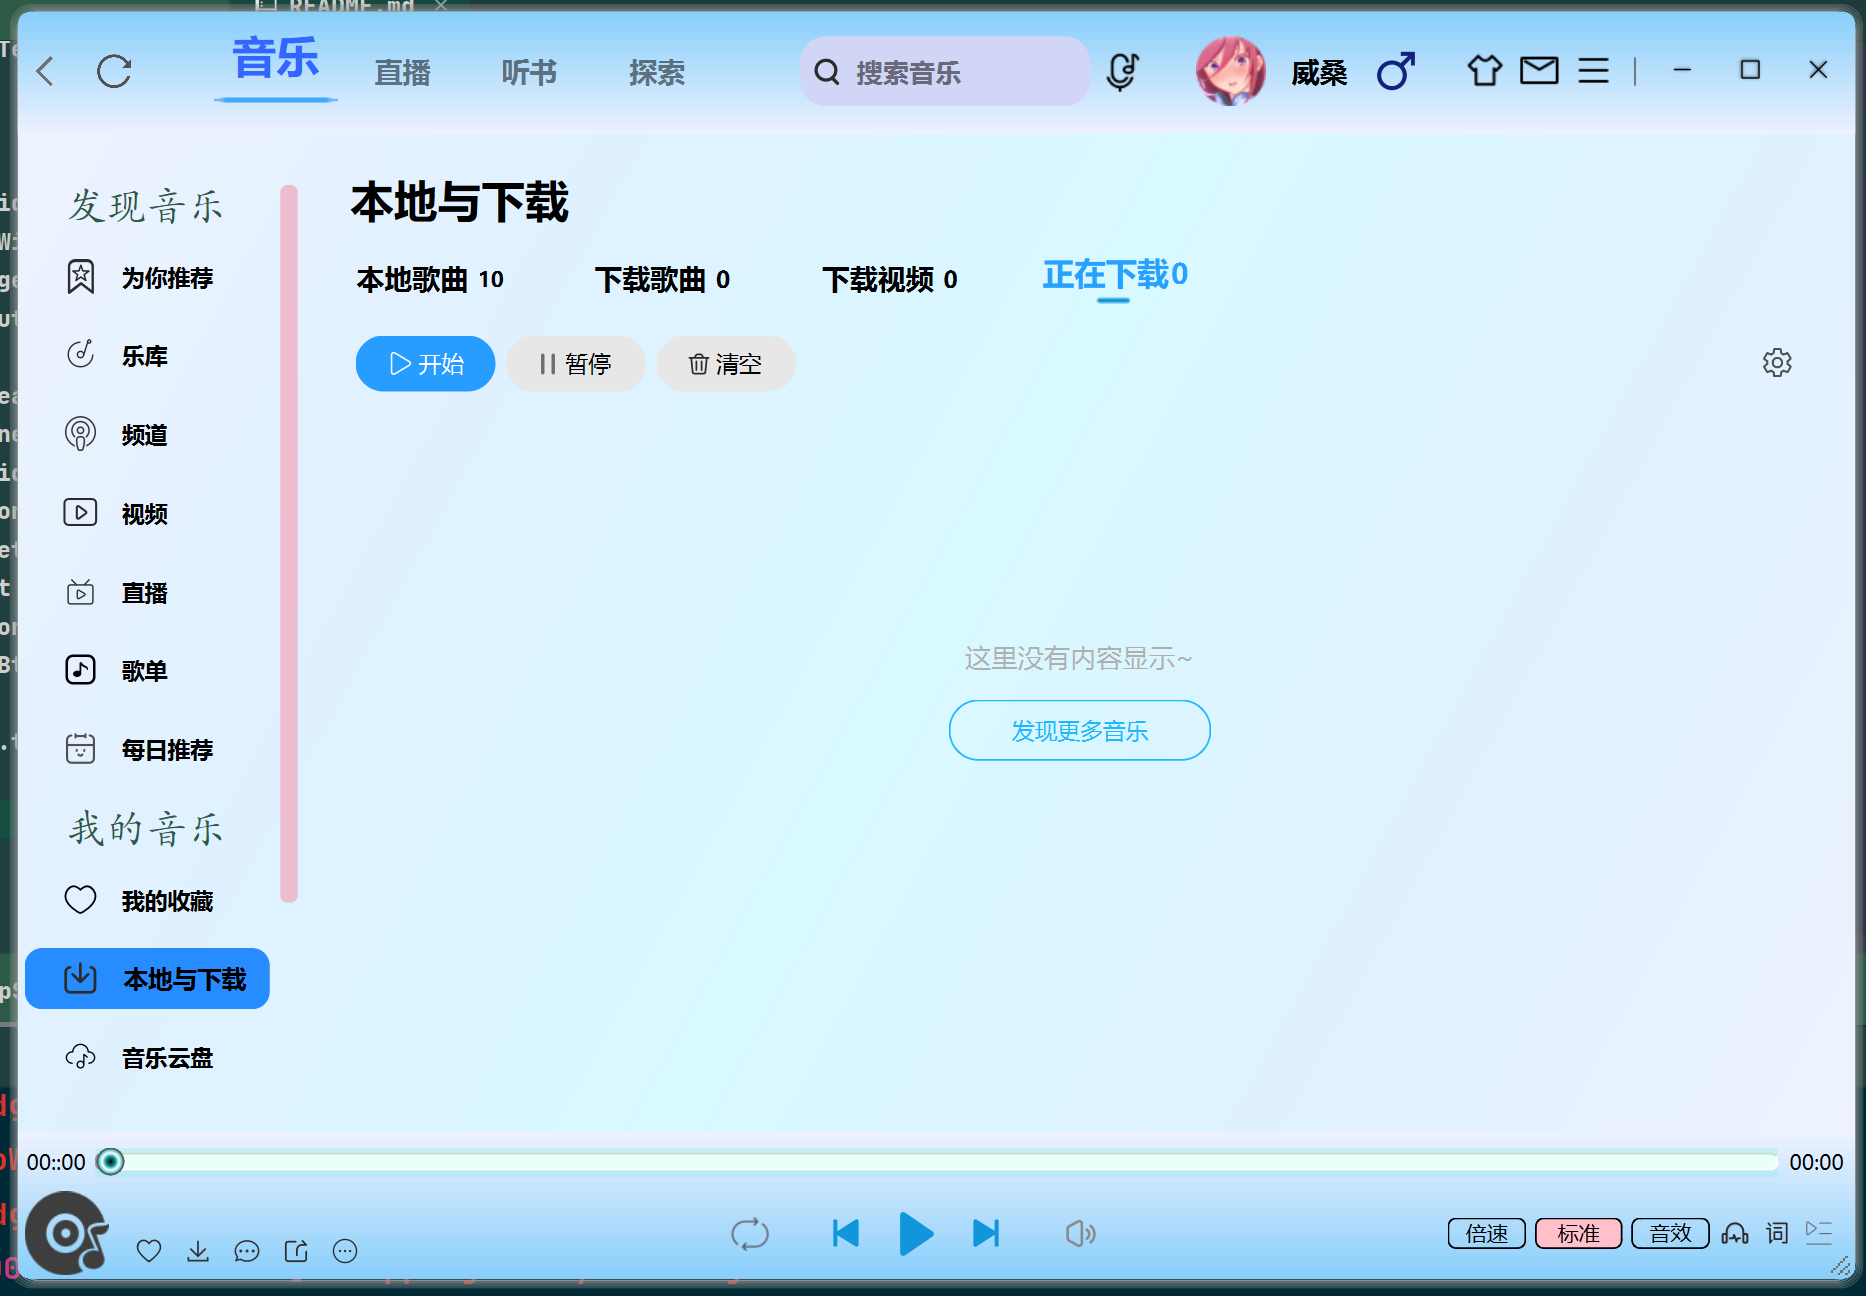 README.md
音乐
直播
听书
探索
搜索音乐
威桑
发现音乐
为你推荐
乐库
频道
视频
直播
歌单
每日推荐
我的音乐
我的收藏
本地与下载
音乐云盘
本地与下载
本地歌曲 10
下载歌曲 0
下载视频 0
正在下载0
开始
暂停
清空
这里没有内容显示~
发现更多音乐
00::00
00:00
倍速
标准
音效
词